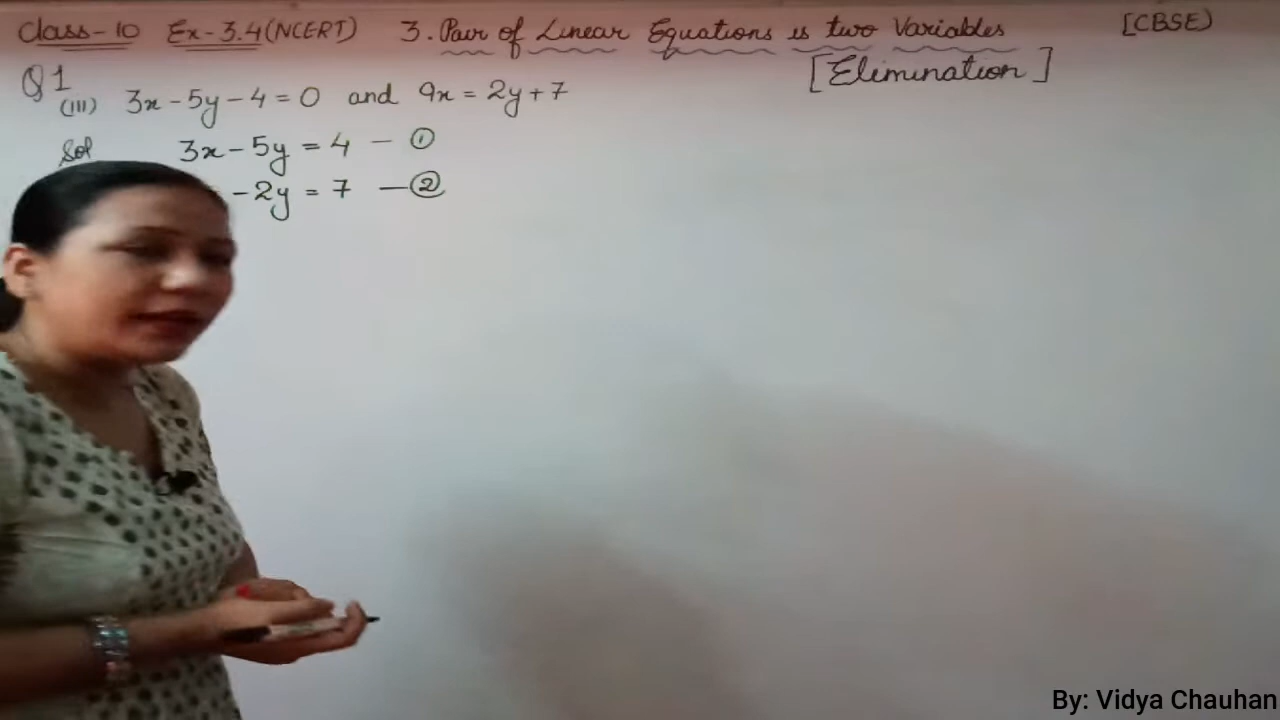 Class-10 Ex-3.4(NCERT) 3. Pair of Linear Equations is two Variables [CBSE]
[Elimination]
Q1
(III) 3x - 5y - 4 = 0 and 9x = 2y + 7
Sol 3x - 5y = 4 — ①
- 2y = 7 — ②
By: Vidya Chauhan